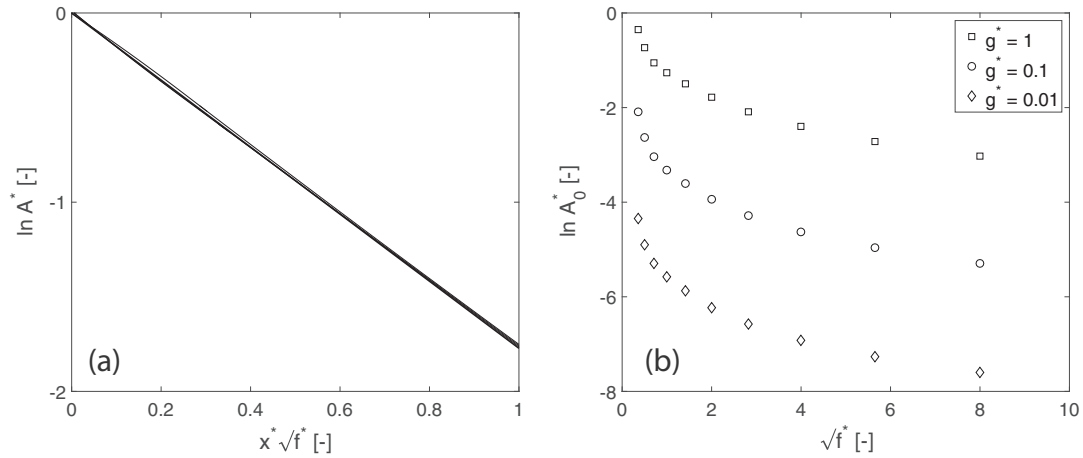 0
-1
-2
ln A* [-]
(a)
0 0.2 0.4 0.6 0.8 1
x* √f* [-]
0
-2
-4
-6
-8
ln A*0 [-]
(b)
g* = 1
g* = 0.1
g* = 0.01
0 2 4 6 8 10
√f* [-]